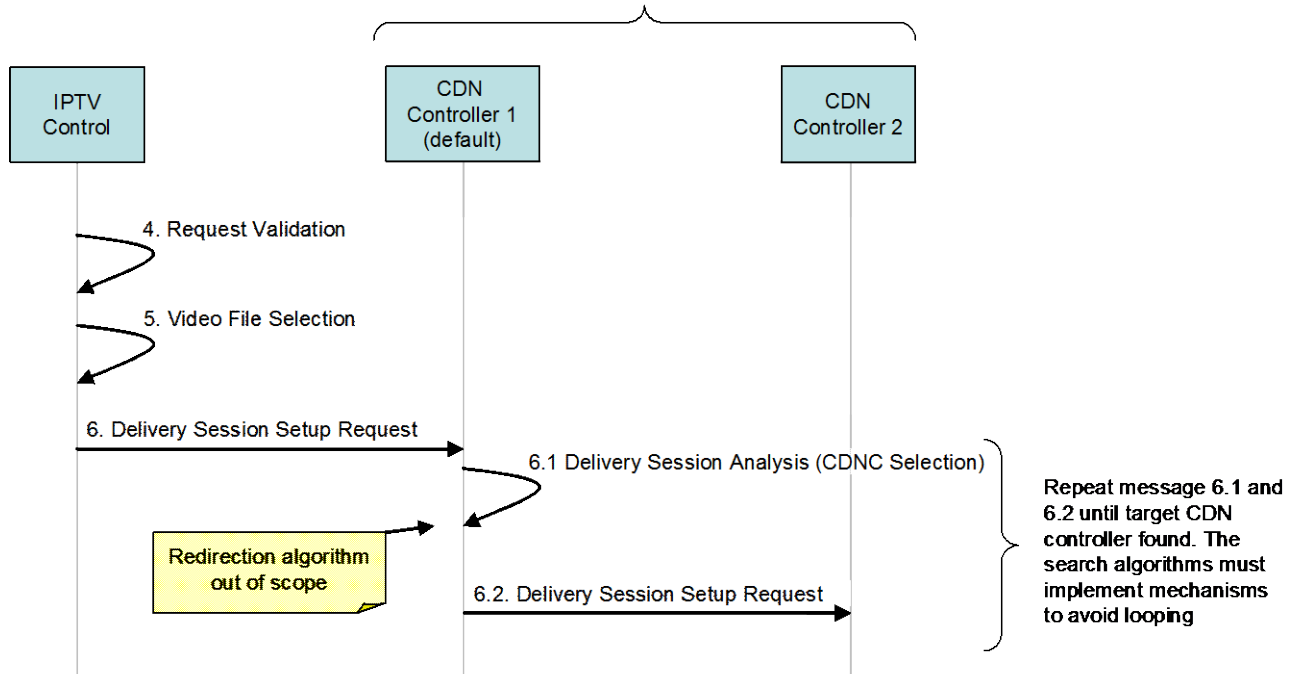 IPTV
Control
CDN
Controller 1
(default)
CDN
Controller 2
4. Request Validation
5. Video File Selection
6. Delivery Session Setup Request
6.1 Delivery Session Analysis (CDNC Selection)
Redirection algorithm
out of scope
6.2. Delivery Session Setup Request
Repeat message 6.1 and
6.2 until target CDN
controller found. The
search algorithms must
implement mechanisms
to avoid looping